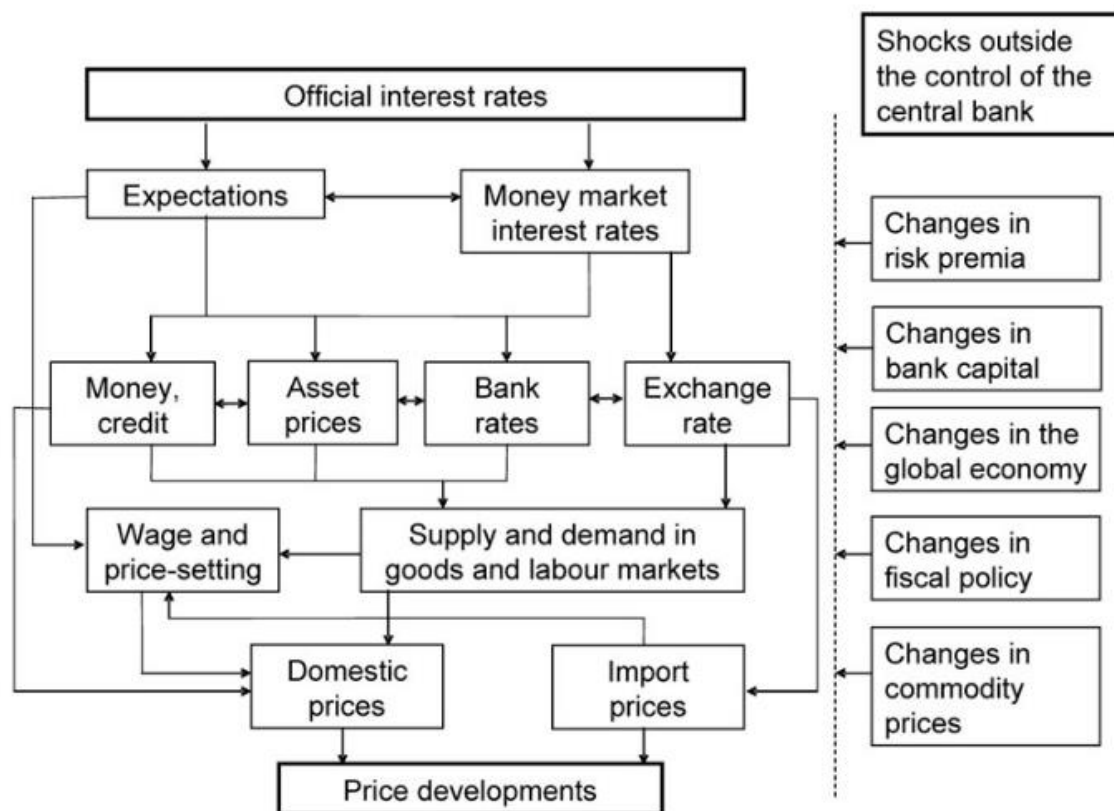 Official interest rates
Expectations
Money market
interest rates
Money,
credit
Asset
prices
Bank
rates
Exchange
rate
Wage and
price-setting
Supply and demand in
goods and labour markets
Domestic
prices
Import
prices
Price developments
Shocks outside
the control of the
central bank
Changes in
risk premia
Changes in
bank capital
Changes in the
global economy
Changes in
fiscal policy
Changes in
commodity
prices